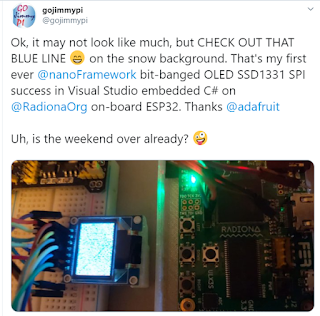 gojimmypi
@gojimmypi
Ok, it may not look like much, but CHECK OUT THAT
BLUE LINE 😄 on the snow background. That's my first
ever @nanoFramework bit-banged OLED SSD1331 SPI
success in Visual Studio embedded C# on
@RadionaOrg on-board ESP32. Thanks @adafruit
Uh, is the weekend over already? 🤪
RADIONA
ULX3S